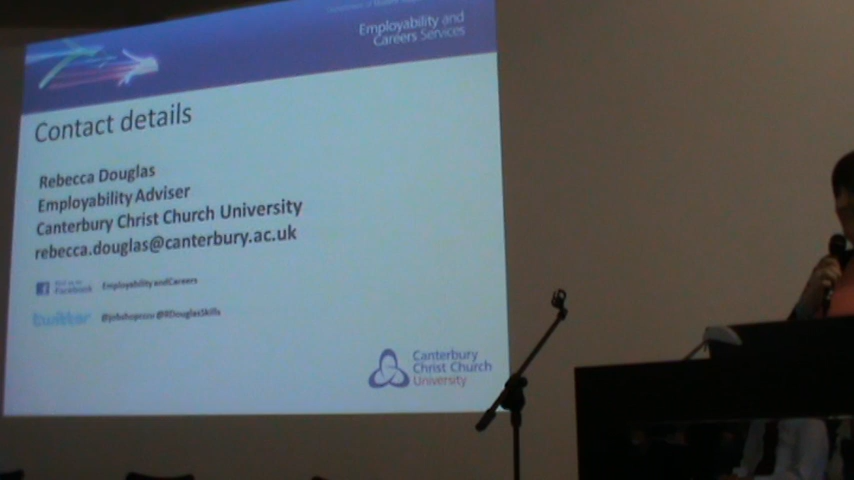 Employability and
Careers Services
Contact details
Rebecca Douglas
Employability Adviser
Canterbury Christ Church University
rebecca.douglas@canterbury.ac.uk
Facebook EmployabilityandCareers
twitter @jobshopcccu @RDouglasSkills
Canterbury
Christ Church
University